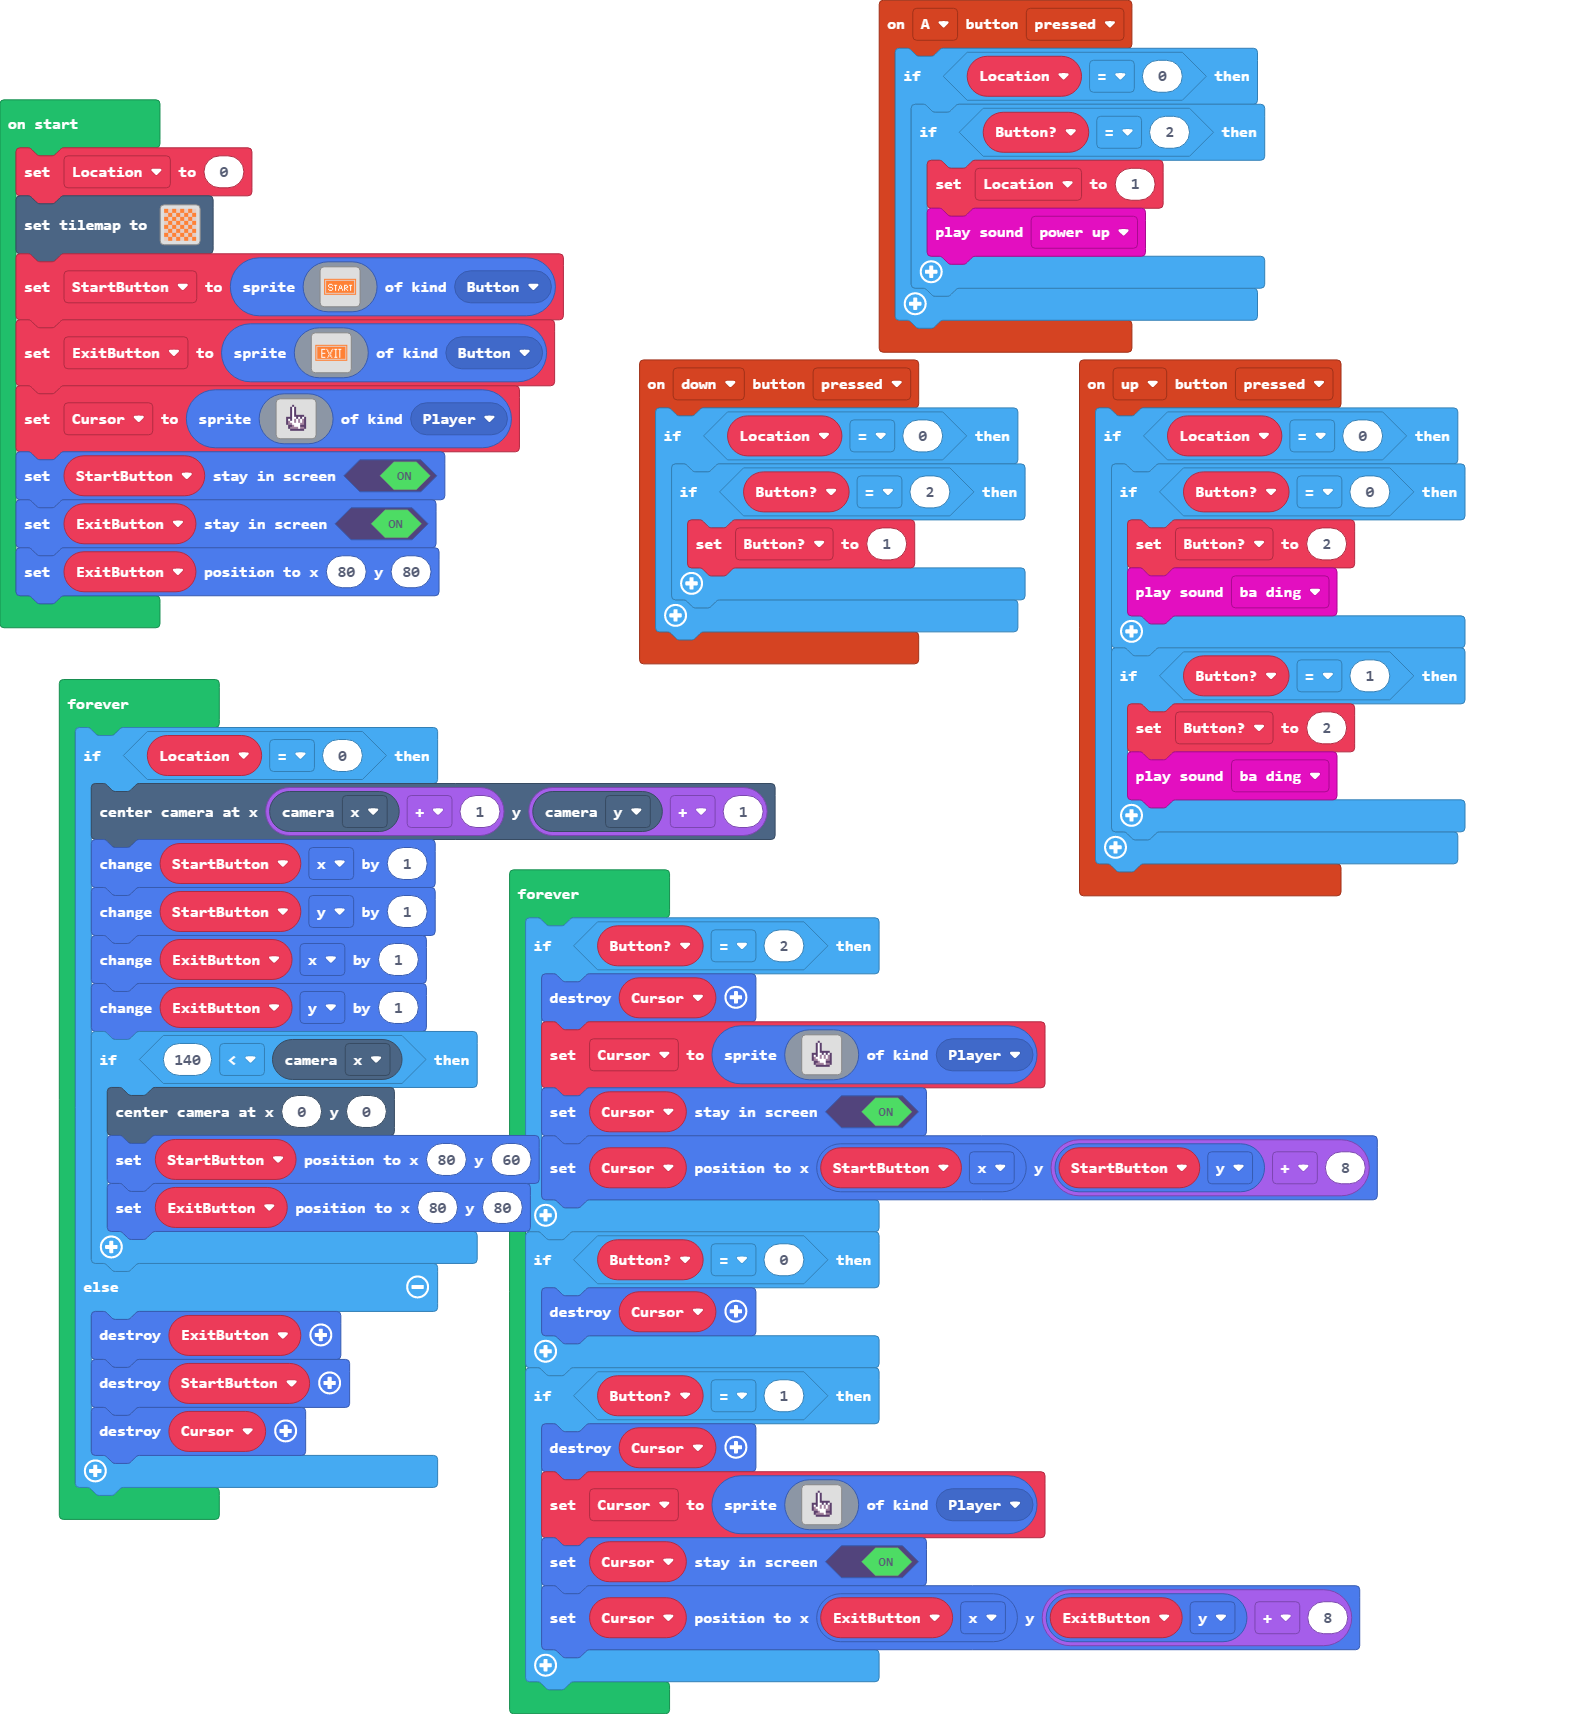 on start
set Location to 0
set tilemap to
set StartButton to sprite START of kind Button
set ExitButton to sprite EXIT of kind Button
set Cursor to sprite of kind Player
set StartButton stay in screen ON
set ExitButton stay in screen ON
set ExitButton position to x 80 y 80
on A button pressed
if Location = 0 then
if Button? = 2 then
set Location to 1
play sound power up
on down button pressed
if Location = 0 then
if Button? = 2 then
set Button? to 1
on up button pressed
if Location = 0 then
if Button? = 0 then
set Button? to 2
play sound ba ding
if Button? = 1 then
set Button? to 2
play sound ba ding
forever
if Location = 0 then
center camera at x camera x + 1 y camera y + 1
change StartButton x by 1
change StartButton y by 1
change ExitButton x by 1
change ExitButton y by 1
if 140 < camera x then
center camera at x 0 y 0
set StartButton position to x 80 y 60
set ExitButton position to x 80 y 80
else
destroy ExitButton
destroy StartButton
destroy Cursor
forever
if Button? = 2 then
destroy Cursor
set Cursor to sprite of kind Player
set Cursor stay in screen ON
set Cursor position to x StartButton x y StartButton y + 8
if Button? = 0 then
destroy Cursor
if Button? = 1 then
destroy Cursor
set Cursor to sprite of kind Player
set Cursor stay in screen ON
set Cursor position to x ExitButton x y ExitButton y + 8